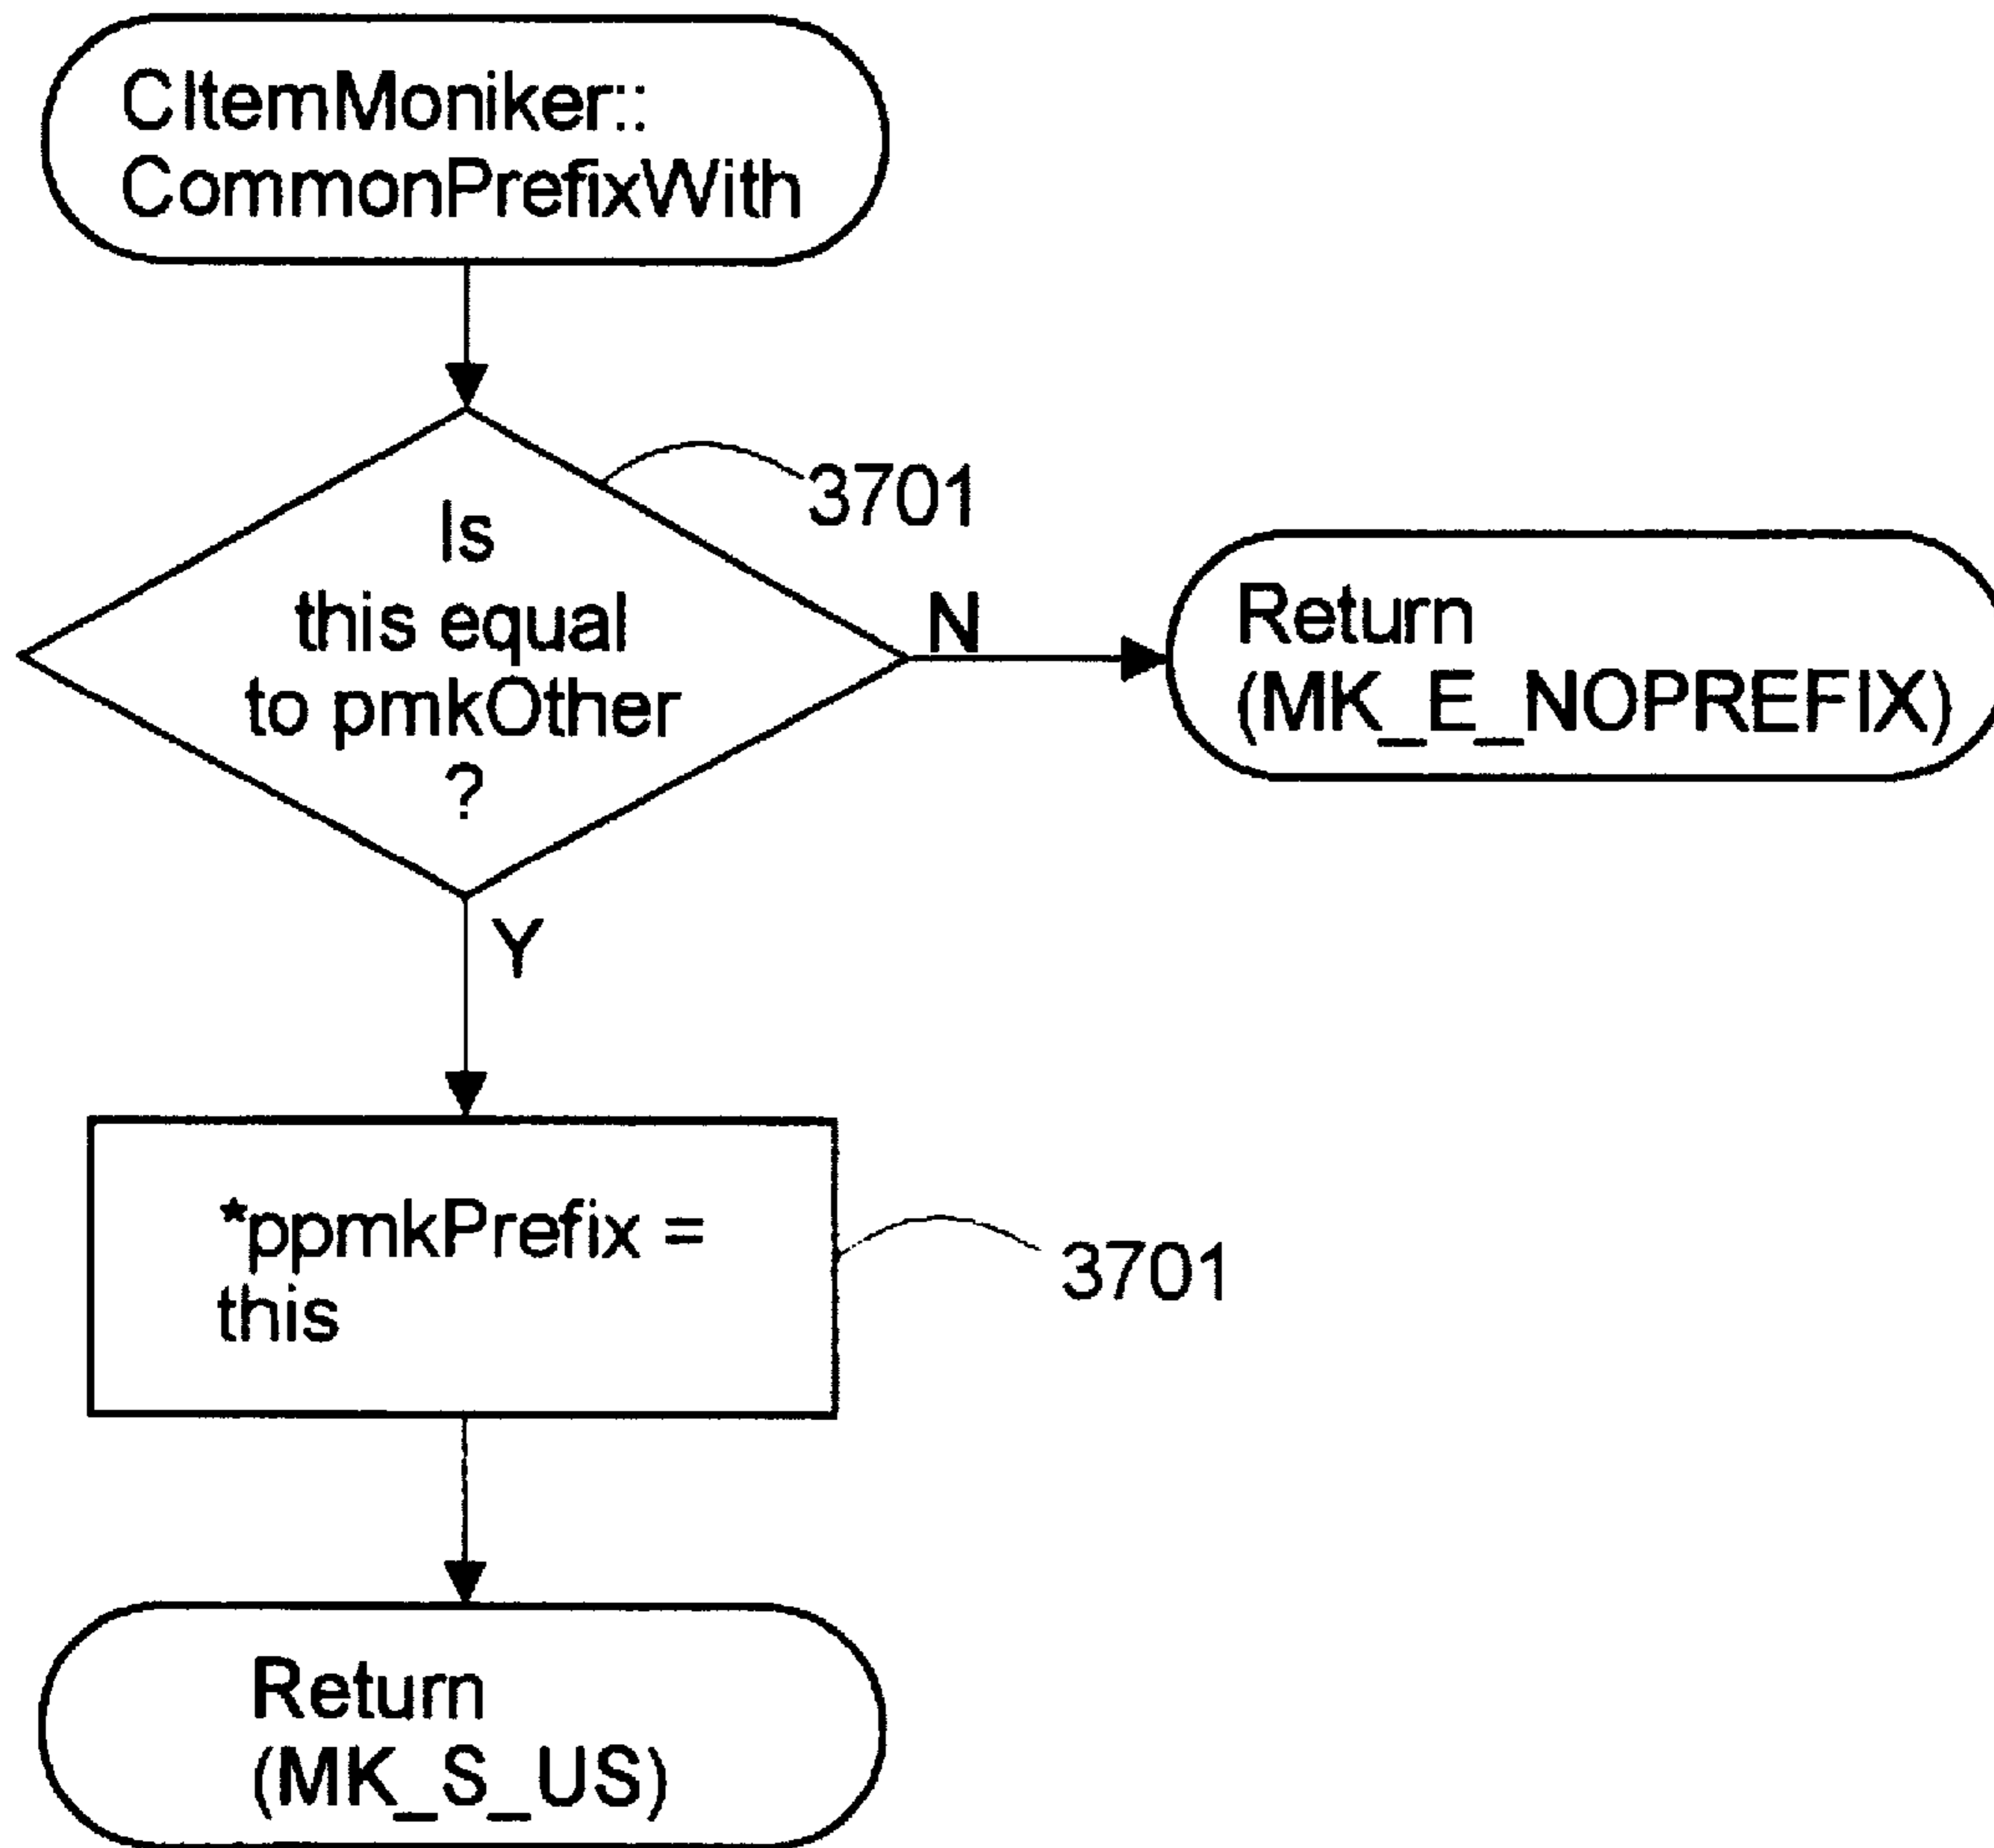 CItemMoniker::
CommonPrefixWith
3701
Is
this equal
to pmkOther
?
N
Return
(MK_E_NOPREFIX)
Y
*ppmkPrefix =
this
3701
Return
(MK_S_US)